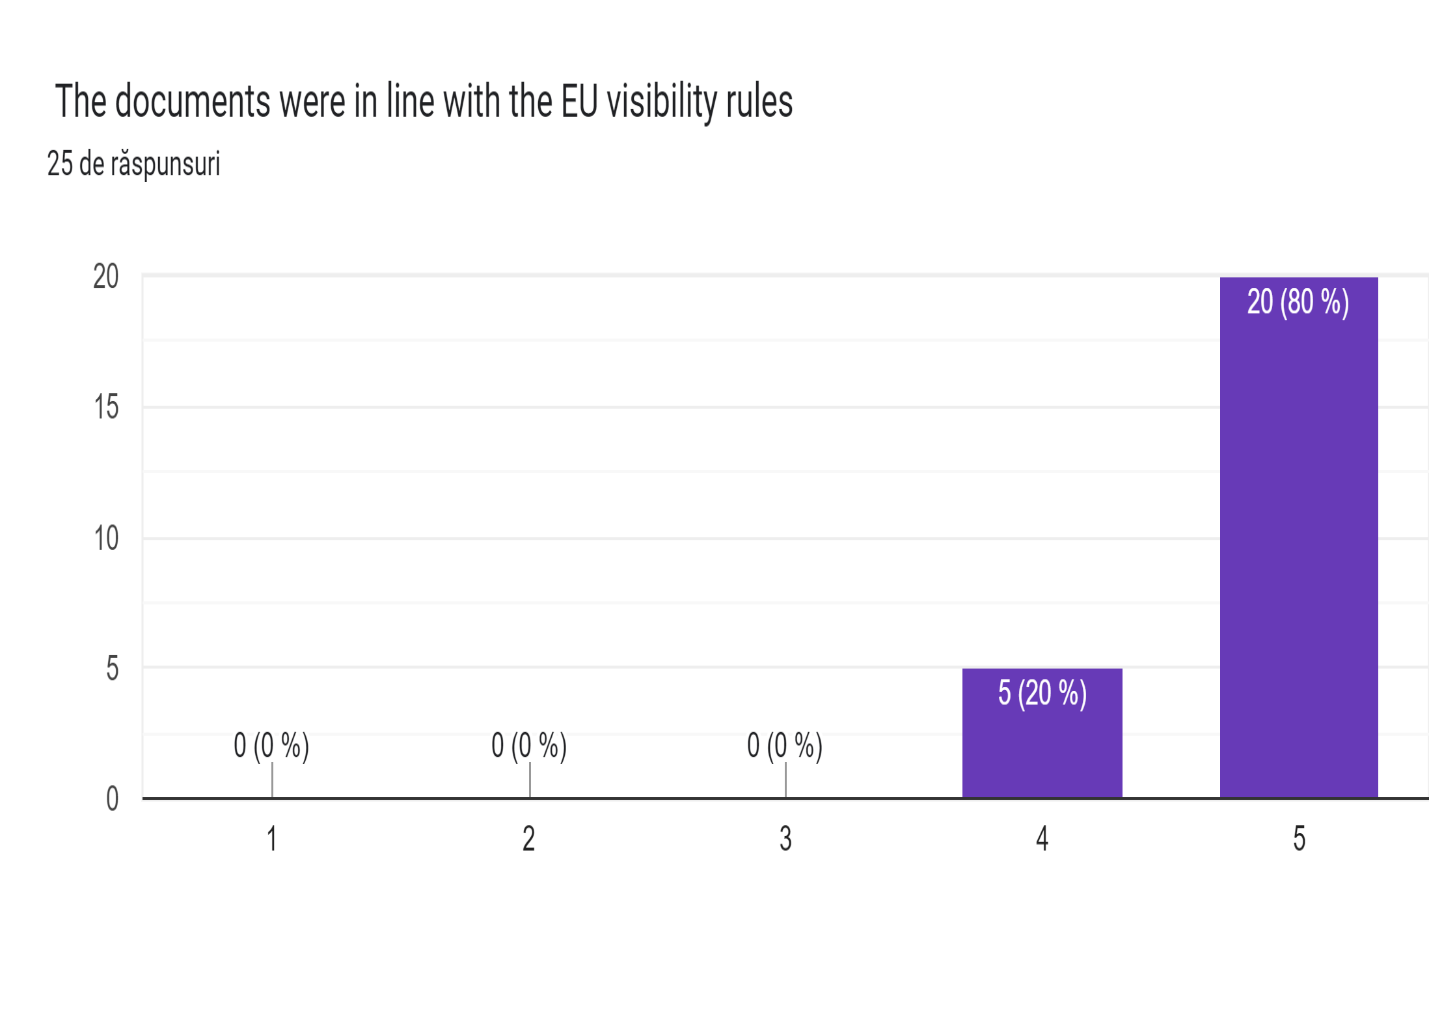 The documents were in line with the EU visibility rules
25 de răspunsuri
20
15
10
5
0
0 (0 %)
0 (0 %)
0 (0 %)
5 (20 %)
20 (80 %)
1
2
3
4
5